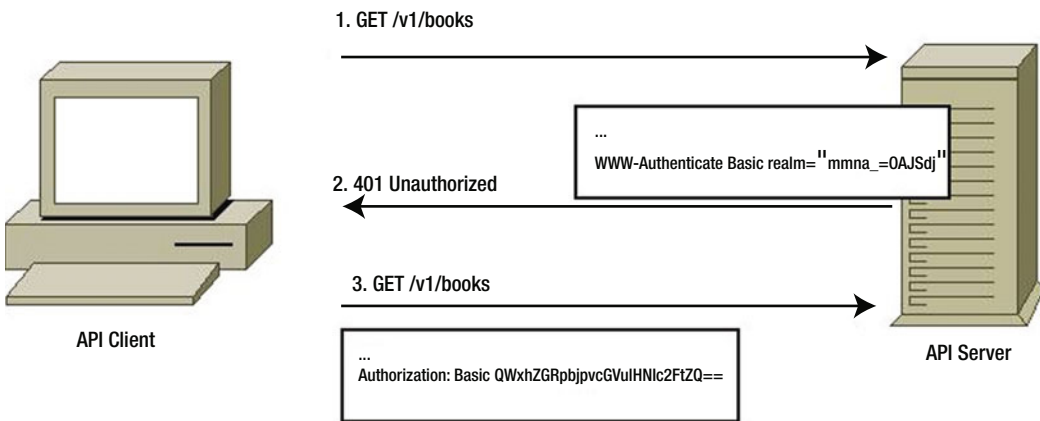 1. GET /v1/books
...
WWW-Authenticate Basic realm="mmna_=0AJSdj"
2. 401 Unauthorized
3. GET /v1/books
API Client
API Server
...
Authorization: Basic QWxhZGRpbjpvcGVulHNlc2FtZQ==